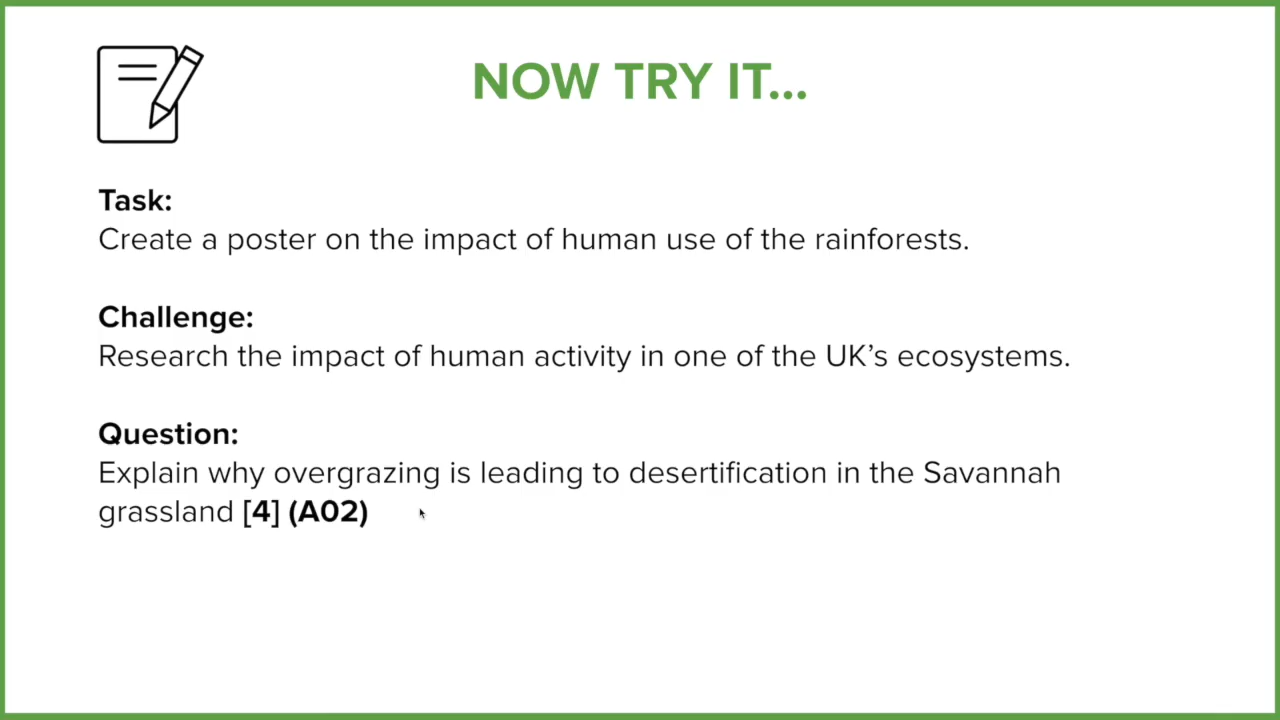 NOW TRY IT...
Task:
Create a poster on the impact of human use of the rainforests.
Challenge:
Research the impact of human activity in one of the UK’s ecosystems.
Question:
Explain why overgrazing is leading to desertification in the Savannah
grassland [4] (A02)